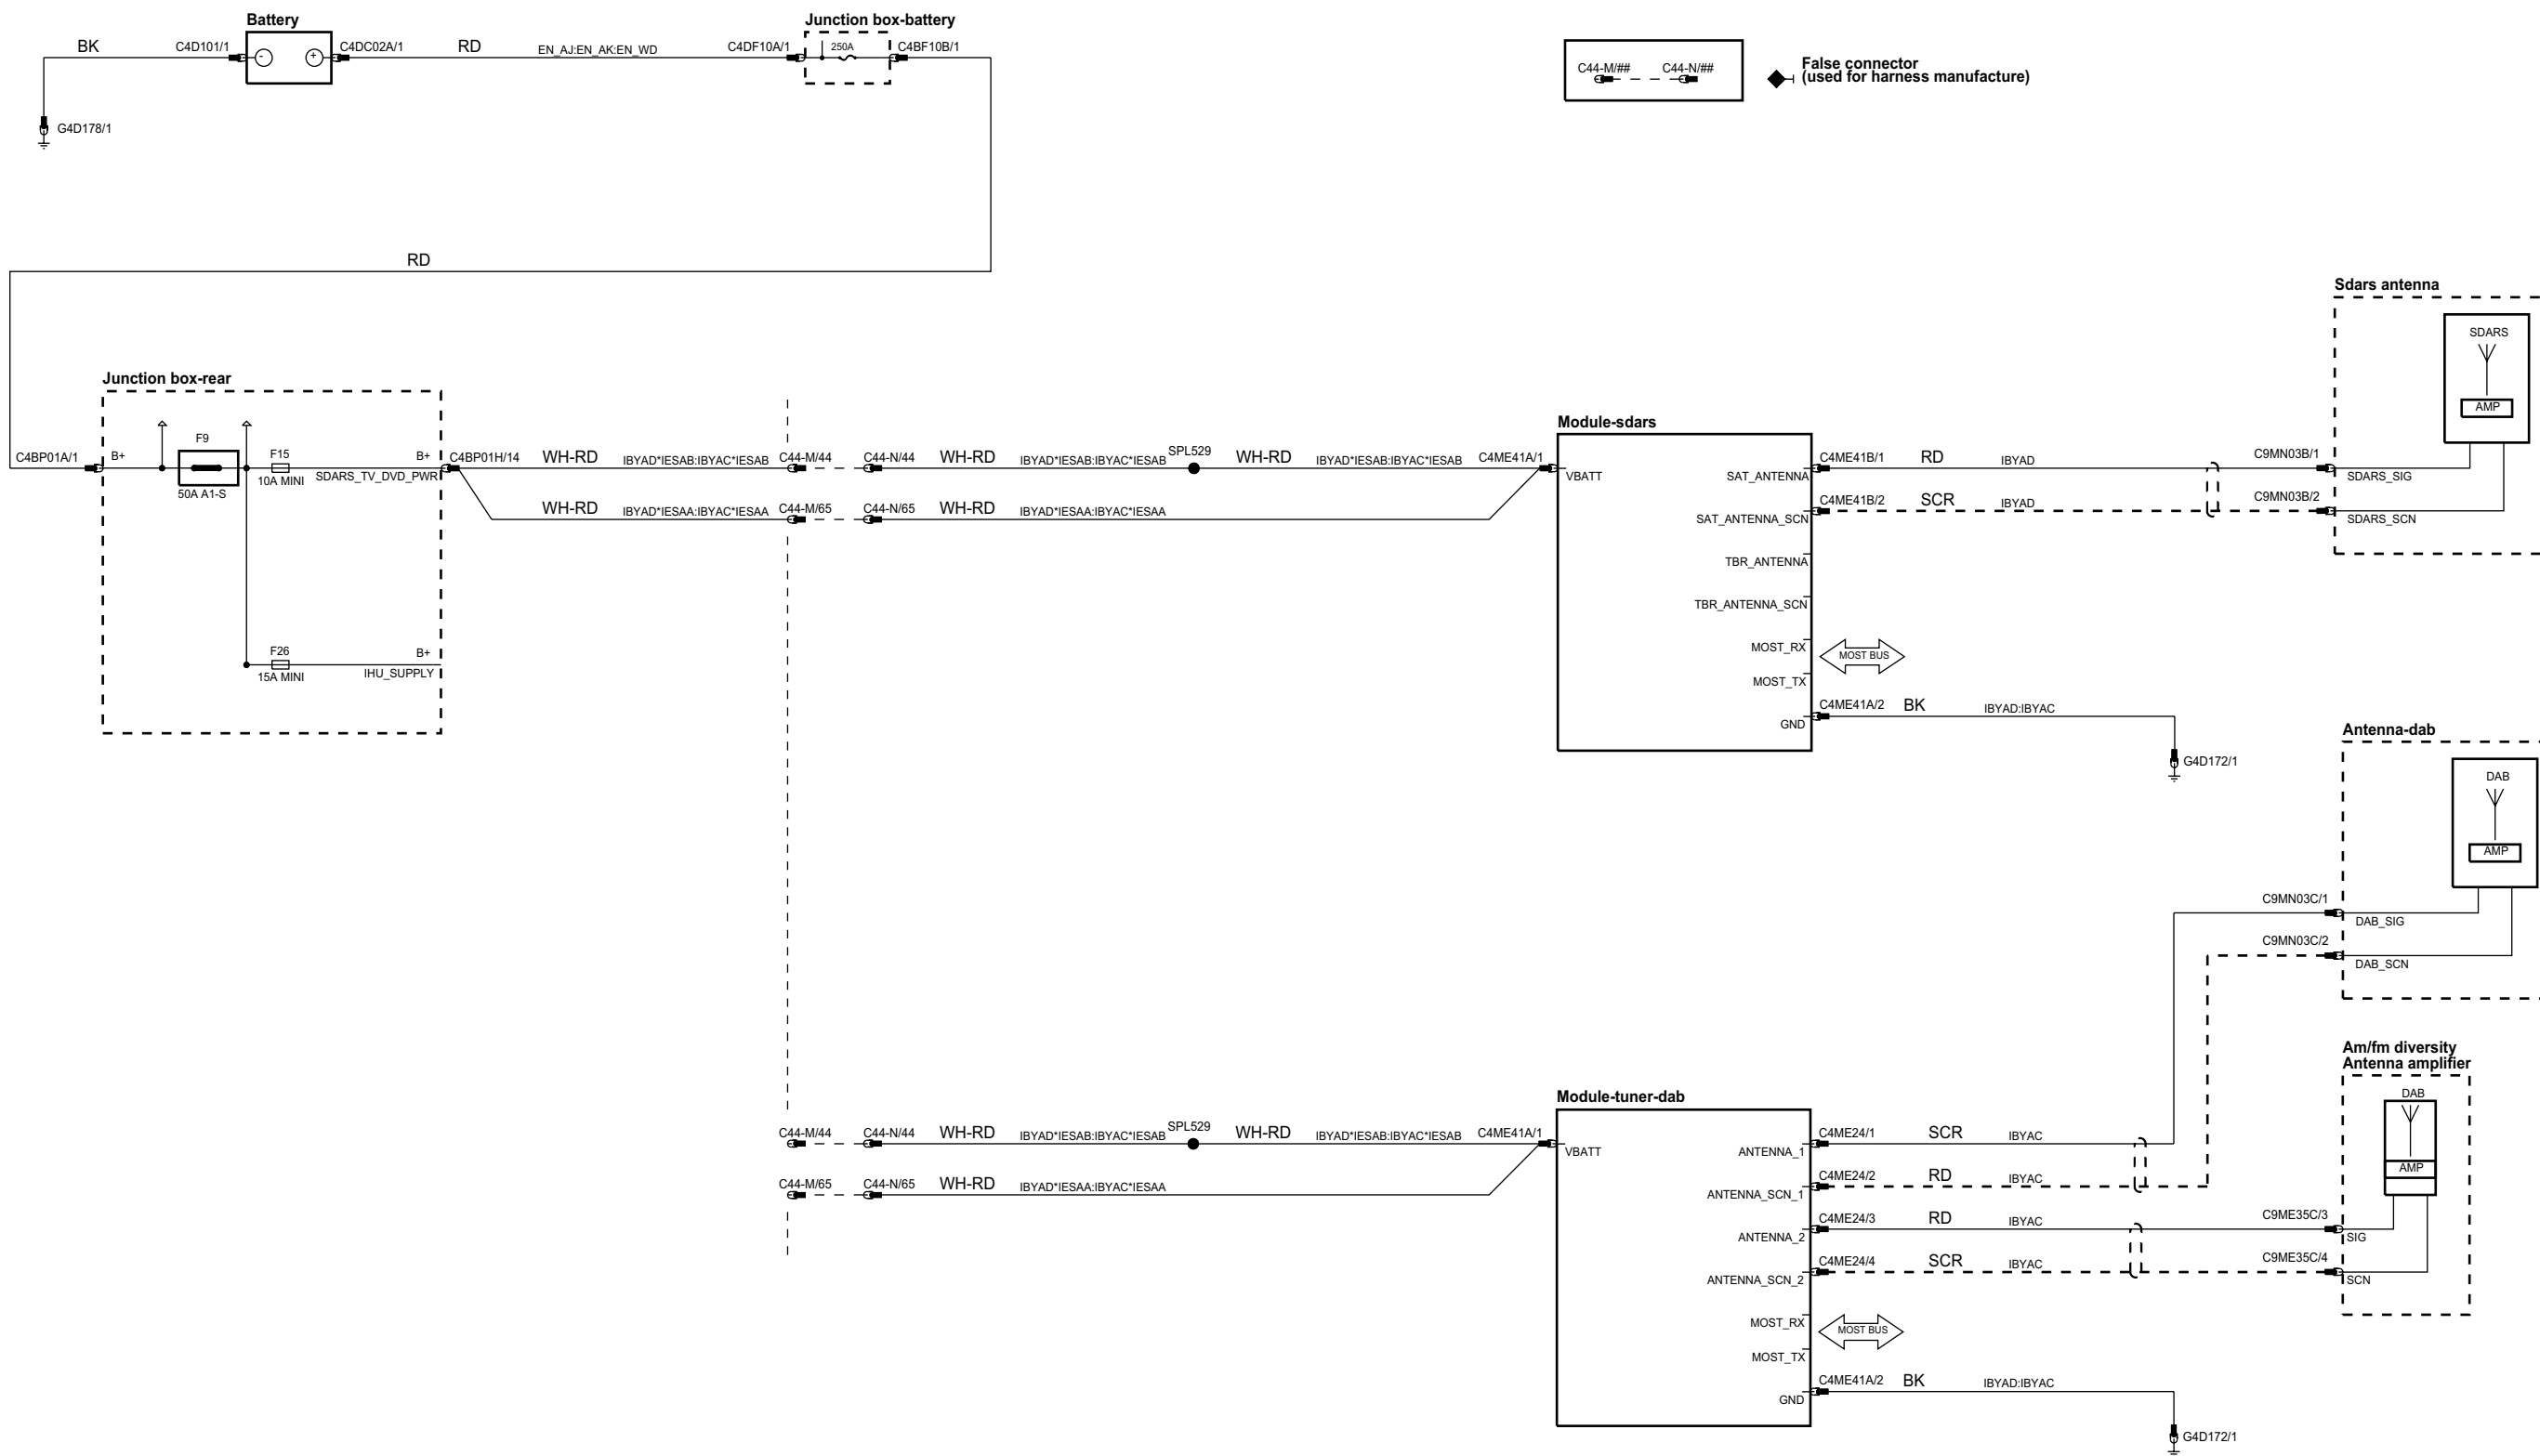 Battery
BK
C4D101/1
-
+
C4DC02A/1
RD
EN_AJ:EN_AK:EN_WD
C4DF10A/1
Junction box-battery
250A
C4BF10B/1
G4D178/1
C44-M/##
C44-N/##
False connector
(used for harness manufacture)
RD
Junction box-rear
C4BP01A/1
B+
F9
50A A1-S
F15
10A MINI
B+
SDARS_TV_DVD_PWR
C4BP01H/14
F26
15A MINI
B+
IHU_SUPPLY
WH-RD
IBYAD*IESAB:IBYAC*IESAB
C44-M/44
C44-N/44
WH-RD
IBYAD*IESAB:IBYAC*IESAB
SPL529
WH-RD
IBYAD*IESAB:IBYAC*IESAB
C4ME41A/1
WH-RD
IBYAD*IESAA:IBYAC*IESAA
C44-M/65
C44-N/65
WH-RD
IBYAD*IESAA:IBYAC*IESAA
Module-sdars
VBATT
SAT_ANTENNA
SAT_ANTENNA_SCN
TBR_ANTENNA
TBR_ANTENNA_SCN
MOST_RX
MOST_TX
GND
MOST BUS
C4ME41B/1
RD
IBYAD
C9MN03B/1
C4ME41B/2
SCR
IBYAD
C9MN03B/2
C4ME41A/2
BK
IBYAD:IBYAC
G4D172/1
Sdars antenna
SDARS
AMP
SDARS_SIG
SDARS_SCN
Antenna-dab
DAB
AMP
C9MN03C/1
DAB_SIG
C9MN03C/2
DAB_SCN
Am/fm diversity
Antenna amplifier
DAB
AMP
C9ME35C/3
SIG
C9ME35C/4
SCN
C44-M/44
C44-N/44
WH-RD
IBYAD*IESAB:IBYAC*IESAB
SPL529
WH-RD
IBYAD*IESAB:IBYAC*IESAB
C4ME41A/1
C44-M/65
C44-N/65
WH-RD
IBYAD*IESAA:IBYAC*IESAA
Module-tuner-dab
VBATT
ANTENNA_1
ANTENNA_SCN_1
ANTENNA_2
ANTENNA_SCN_2
MOST_RX
MOST_TX
GND
MOST BUS
C4ME24/1
SCR
IBYAC
C4ME24/2
RD
IBYAC
C4ME24/3
RD
IBYAC
C4ME24/4
SCR
IBYAC
C4ME41A/2
BK
IBYAD:IBYAC
G4D172/1